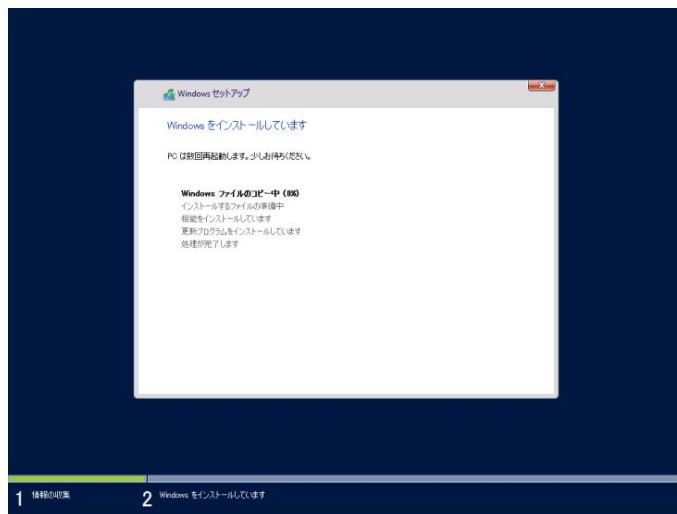 Windows セットアップ
Windows をインストールしています
PC は数回再起動します。少しお待ちください。
Windows ファイルのコピー中 (0%)
インストールするファイルの準備中
機能をインストールしています
更新プログラムをインストールしています
処理が完了します
1 情報の収集
2 Windows をインストールしています